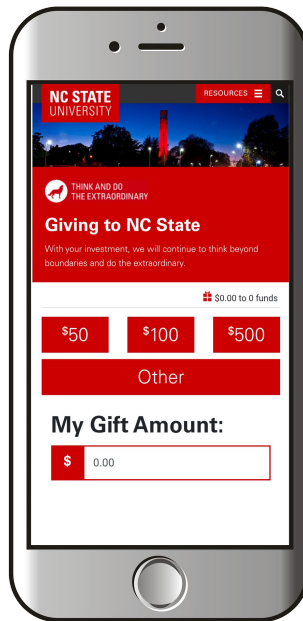 NC STATE
UNIVERSITY
RESOURCES
THINK AND DO
THE EXTRAORDINARY
Giving to NC State
With your investment, we will continue to think beyond
boundaries and do the extraordinary.
$0.00 to 0 funds
$50 $100 $500
Other
My Gift Amount:
$ 0.00